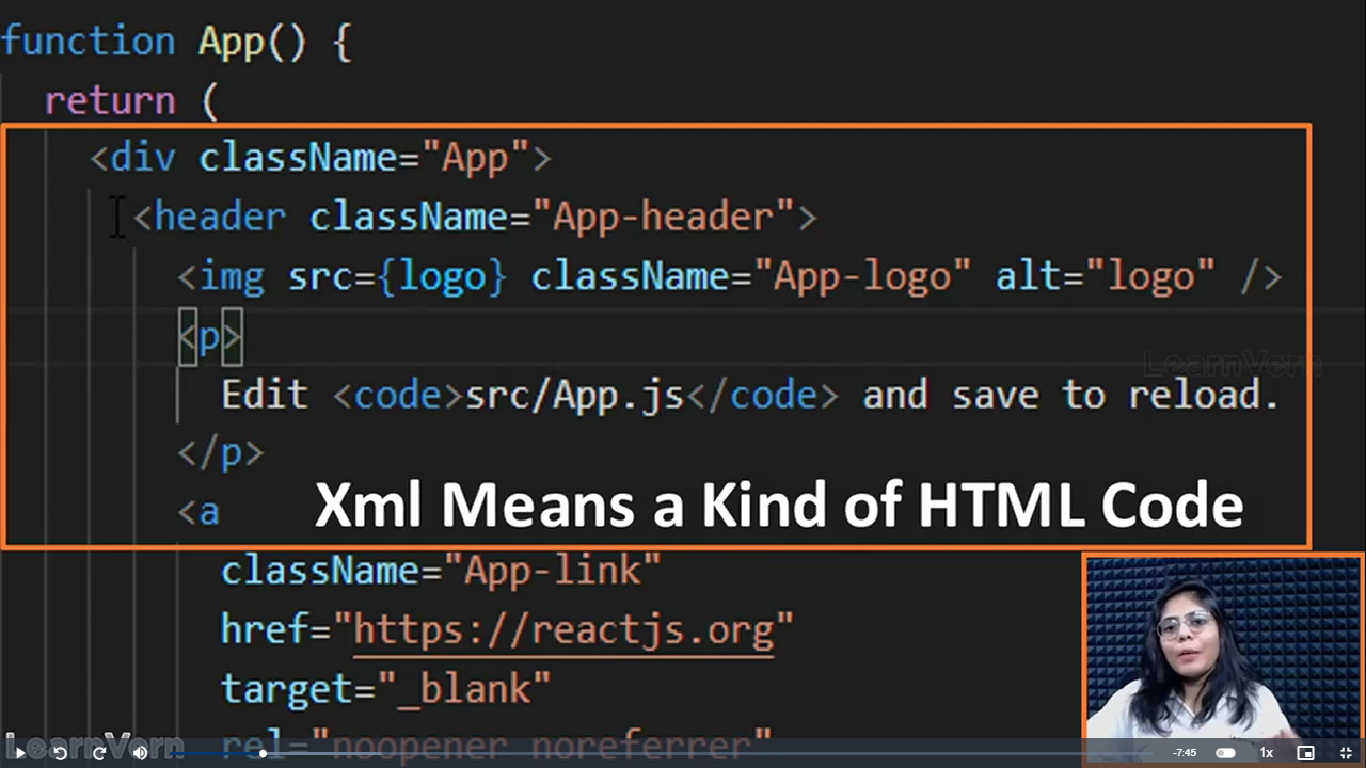 function App() {
return (
<div className="App">
<header className="App-header">
<img src={logo} className="App-logo" alt="logo" />
<p>
LearnVern
Edit <code>src/App.js</code> and save to reload.
</p>
<a
Xml Means a Kind of HTML Code
className="App-link"
href="https://reactjs.org"
target="_blank"
rel="noopener noreferrer"
LearnVern
-7:45
1x